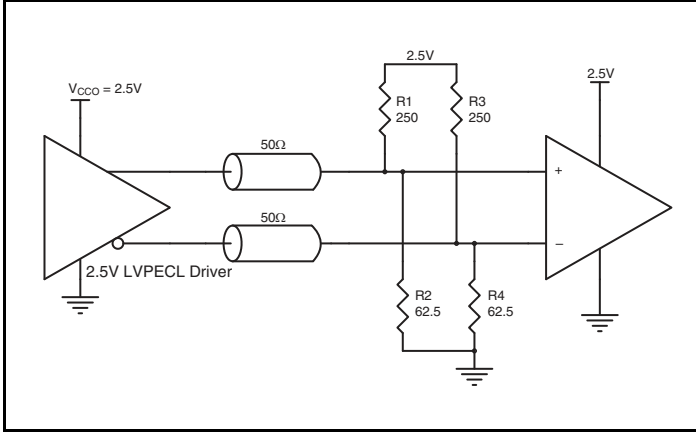 2.5V
VCCO = 2.5V
2.5V
R1
250
R3
250
50Ω
+
50Ω
–
2.5V LVPECL Driver
R2
62.5
R4
62.5